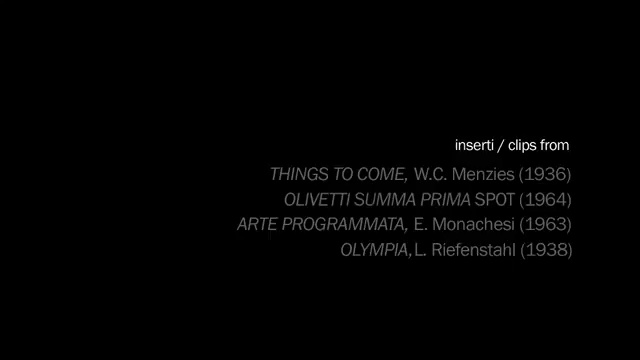 inserti / clips from
THINGS TO COME, W.C. Menzies (1936)
OLIVETTI SUMMA PRIMA SPOT (1964)
ARTE PROGRAMMATA, E. Monachesi (1963)
OLYMPIA,L. Riefenstahl (1938)